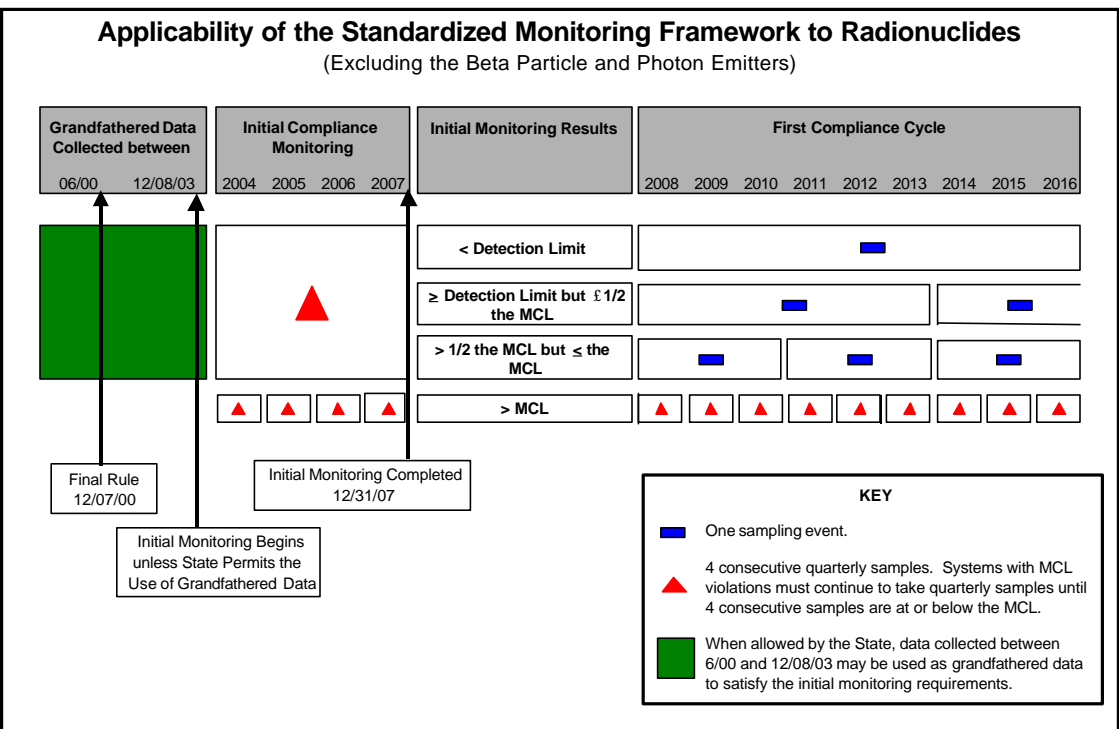 Applicability of the Standardized Monitoring Framework to Radionuclides
(Excluding the Beta Particle and Photon Emitters)
Grandfathered Data
Collected between
06/00 12/08/03
Initial Compliance
Monitoring
2004 2005 2006 2007
Initial Monitoring Results
First Compliance Cycle
2008 2009 2010 2011 2012 2013 2014 2015 2016
< Detection Limit
≥ Detection Limit but £ 1/2
the MCL
> 1/2 the MCL but ≤ the
MCL
> MCL
Final Rule
12/07/00
Initial Monitoring Completed
12/31/07
Initial Monitoring Begins
unless State Permits the
Use of Grandfathered Data
KEY
One sampling event.
4 consecutive quarterly samples. Systems with MCL
violations must continue to take quarterly samples until
4 consecutive samples are at or below the MCL.
When allowed by the State, data collected between
6/00 and 12/08/03 may be used as grandfathered data
to satisfy the initial monitoring requirements.